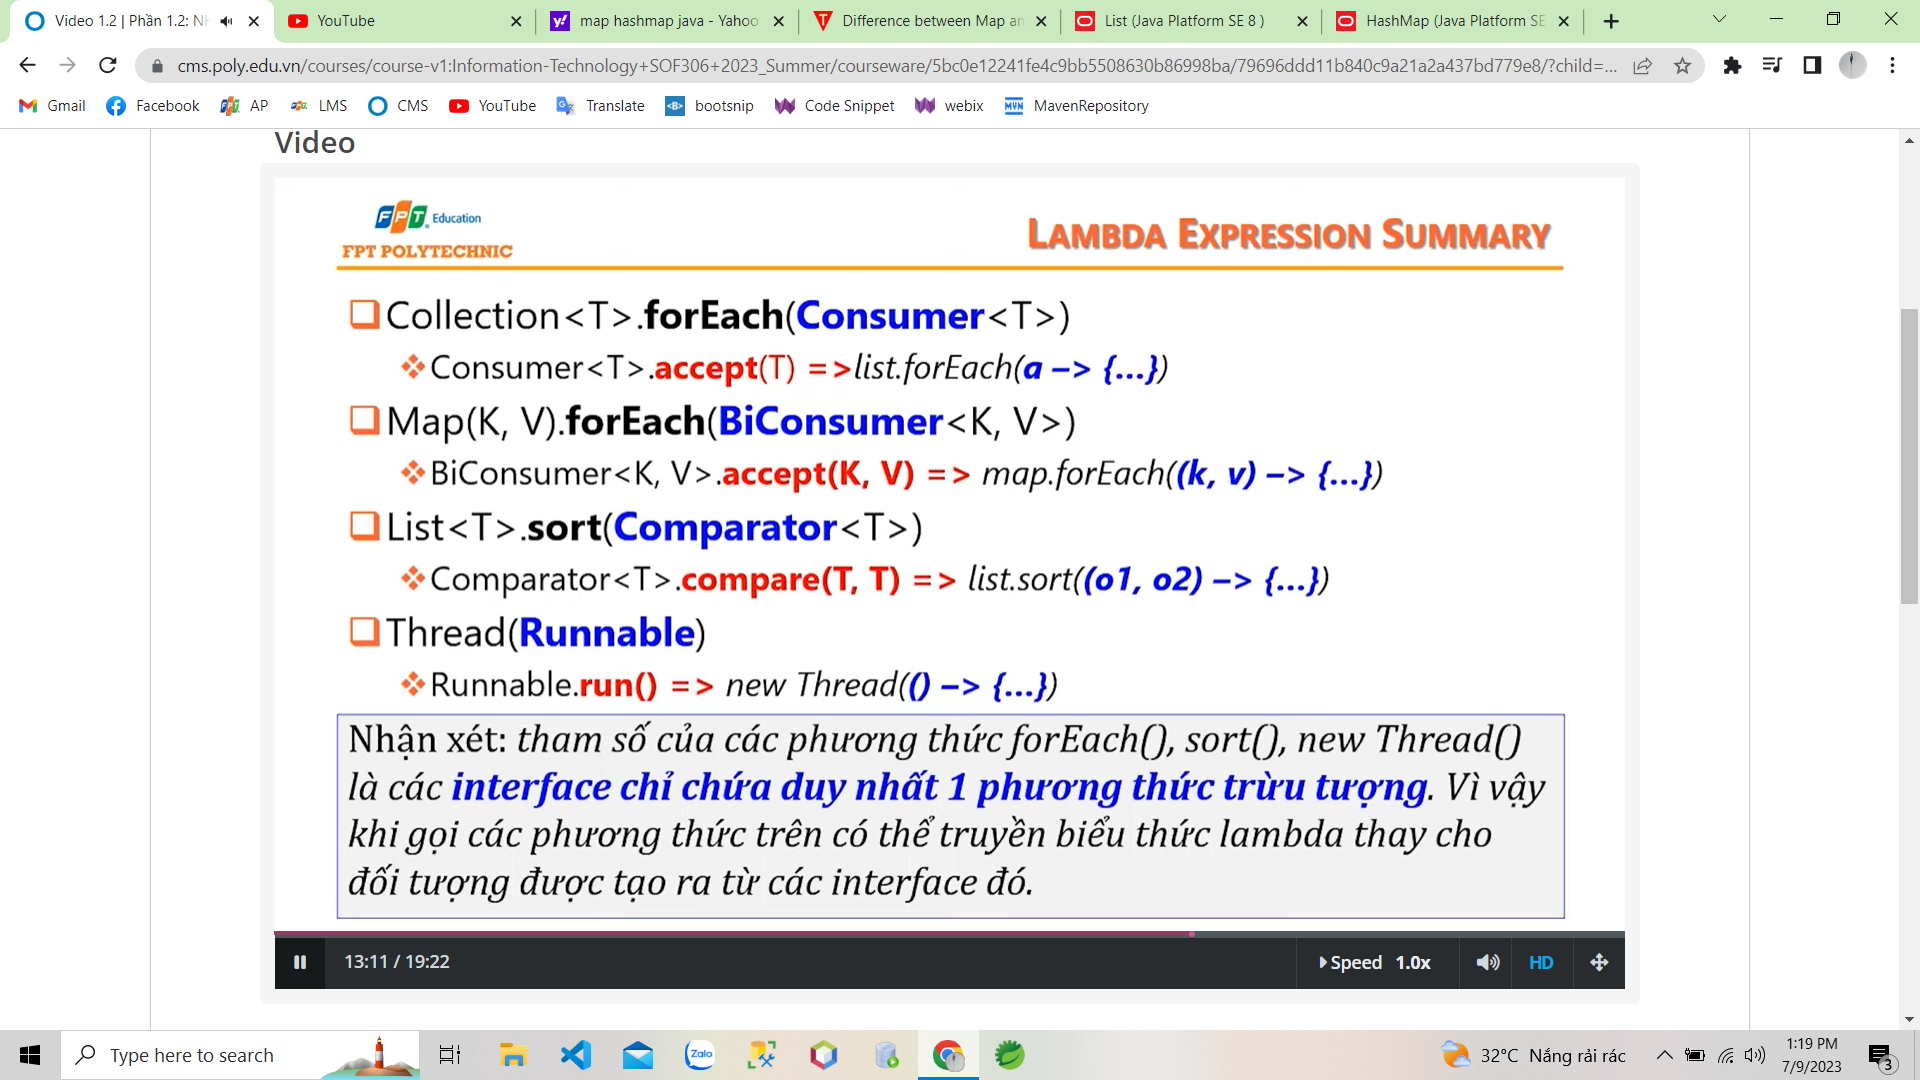 Video 1.2 | Phần 1.2: NH
YouTube
map hashmap java - Yahoo
Difference between Map an
List (Java Platform SE 8 )
HashMap (Java Platform SE
cms.poly.edu.vn/courses/course-v1:Information-Technology+SOF306+2023_Summer/courseware/5bc0e12241fe4c9bb5508630b86998ba/79696ddd11b840c9a21a2a437bd779e8/?child=...
Gmail
Facebook
AP
LMS
CMS
YouTube
Translate
bootsnip
Code Snippet
webix
MavenRepository
Video
FPT Education
FPT POLYTECHNIC
LAMBDA EXPRESSION SUMMARY
Collection<T>.forEach(Consumer<T>)
Consumer<T>.accept(T) =>list.forEach(a –> {...})
Map(K, V).forEach(BiConsumer<K, V>)
BiConsumer<K, V>.accept(K, V) => map.forEach((k, v) –> {...})
List<T>.sort(Comparator<T>)
Comparator<T>.compare(T, T) => list.sort((o1, o2) –> {...})
Thread(Runnable)
Runnable.run() => new Thread(() –> {...})
Nhận xét: tham số của các phương thức forEach(), sort(), new Thread()
là các interface chỉ chứa duy nhất 1 phương thức trừu tượng. Vì vậy
khi gọi các phương thức trên có thể truyền biểu thức lambda thay cho
đối tượng được tạo ra từ các interface đó.
13:11 / 19:22
Speed 1.0x
HD
Type here to search
Zalo
32°C Nắng rải rác
1:19 PM
7/9/2023
3